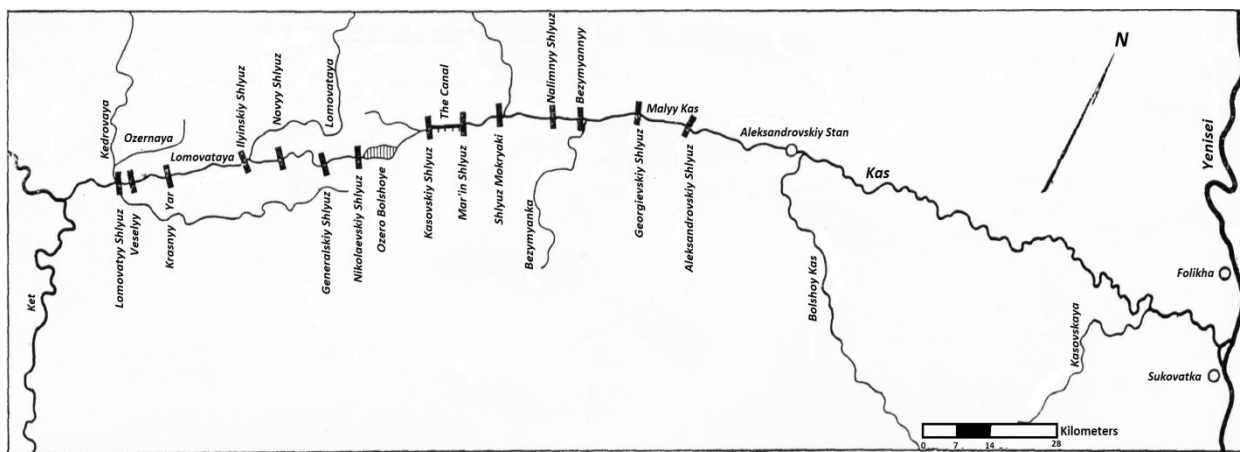 Kedrovaya
Ozernaya
Lomovataya
Ilyinskiy Shlyuz
Novyy Shlyuz
Lomovataya
The Canal
Nalimnyy Shlyuz
Bezymyannyy
Malyy Kas
Aleksandrovskiy Stan
Kas
N
Yenisei
Ket
Lomovatyy Shlyuz
Veselyy
Krasnyy Yar
Generalskiy Shlyuz
Nikolaevskiy Shlyuz
Ozero Bolshoye
Kasovskiy Shlyuz
Mar'in Shlyuz
Shlyuz Mokryaki
Bezymyanka
Georgievskiy Shlyuz
Aleksandrovskiy Shlyuz
Bolshoy Kas
Kasovskaya
Folikha
Sukovatka
Kilometers
0 7 14 28